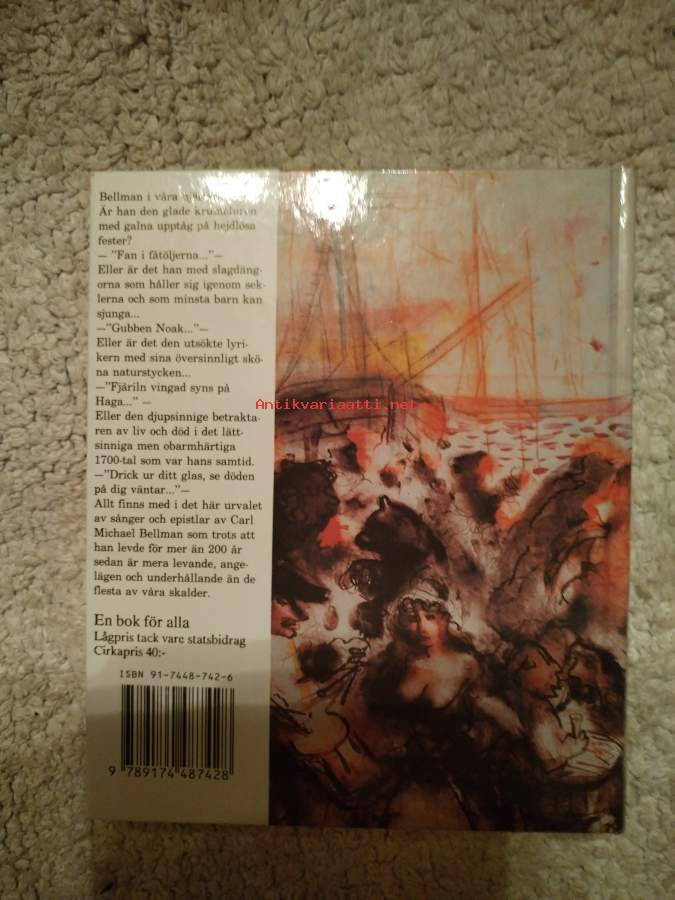 Bellman i våra
Är han den glade krumeluren
med galna upptåg på hejdlösa
fester?
— "Fan i fåtöljerna..."—
Eller är det han med slagdäng-
orna som håller sig igenom sek-
lerna och som minsta barn kan
sjunga...
—"Gubben Noak..."—
Eller är det den utsökte lyri-
kern med sina översinnligt skö-
na naturstycken...
—"Fjäriln vingad syns på
Haga..." —
Eller den djupsinnige betrakta-
ren av liv och död i det lätt-
sinniga men obarmhärtiga
1700-tal som var hans samtid.
—"Drick ur ditt glas, se döden
på dig väntar..."—
Allt finns med i det här urvalet
av sånger och epistlar av Carl
Michael Bellman som trots att
han levde för mer än 200 år
sedan är mera levande, ange-
lägen och underhållande än de
flesta av våra skalder.
En bok för alla
Lågpris tack vare statsbidrag
Cirkapris 40:-
ISBN 91-7448-742-6
9 789174 487428
Antikvariaatti.net